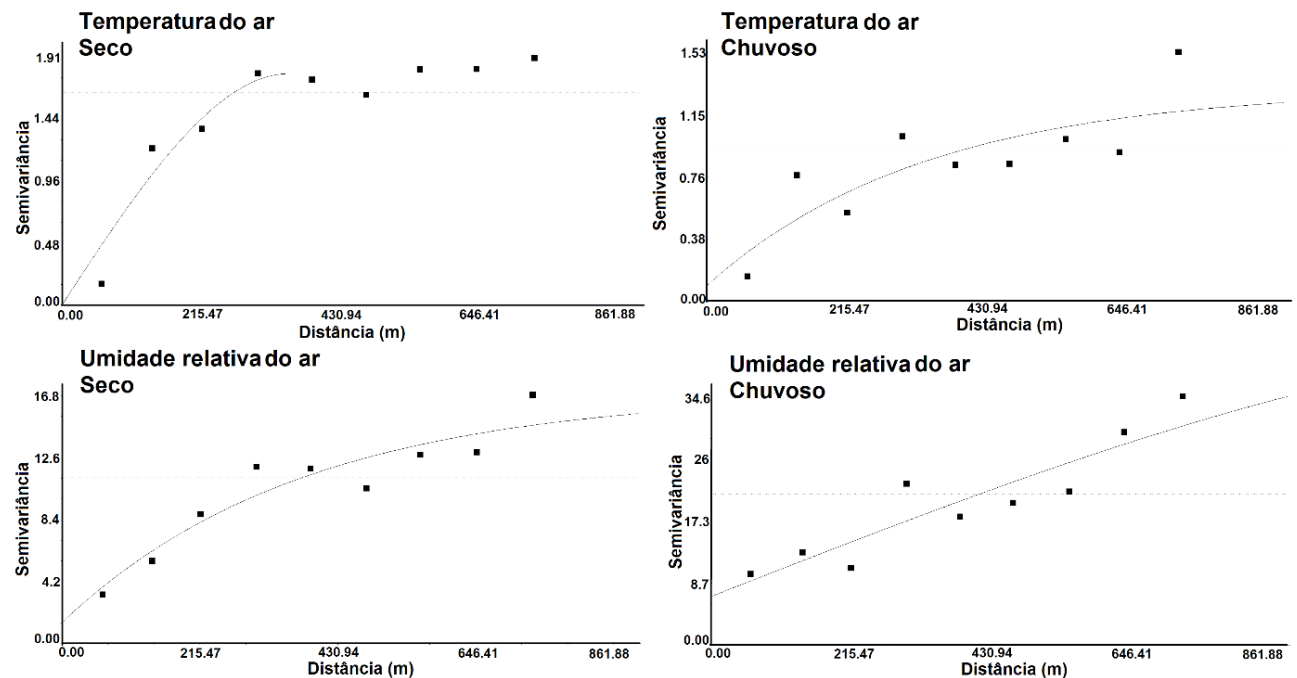 Temperatura do ar
Seco
1.91
1.44
0.96
0.48
0.00
Semivariância
0.00 215.47 430.94 646.41 861.88
Distância (m)
Temperatura do ar
Chuvoso
1.53
1.15
0.76
0.38
0.00
Semivariância
0.00 215.47 430.94 646.41 861.88
Distância (m)
Umidade relativa do ar
Seco
16.8
12.6
8.4
4.2
0.00
Semivariância
0.00 215.47 430.94 646.41 861.88
Distância (m)
Umidade relativa do ar
Chuvoso
34.6
26
17.3
8.7
0.00
Semivariância
0.00 215.47 430.94 646.41 861.88
Distância (m)